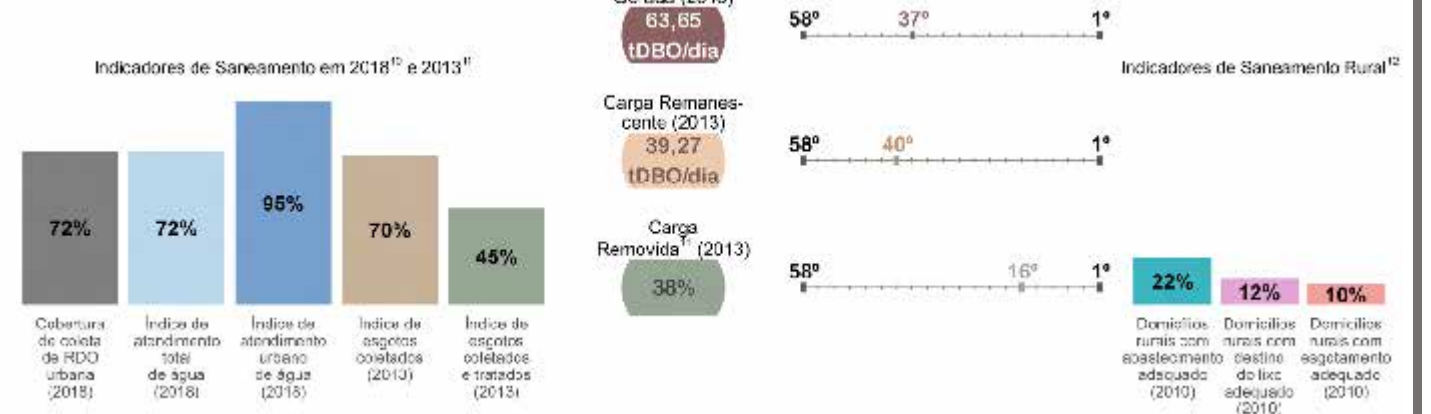 63,65
tDBO/dia
58º 37º 1º
Indicadores de Saneamento em 2018¹⁰ e 2013¹¹
Indicadores de Saneamento Rural¹²
Carga Remanes-
cente (2013)
39,27
tDBO/dia
58º 40º 1º
Carga
Removida¹¹ (2013)
38%
58º 16º 1º
72%
72%
95%
70%
45%
Cobertura
de coleta
de RDO
urbana
(2018)
Índice de
atendimento
total
de água
(2018)
Índice de
atendimento
urbano
de água
(2018)
Índice de
esgotos
coletados
(2013)
Índice de
esgotos
coletados
e tratados
(2013)
22%
12%
10%
Domicílios
rurais com
abastecimento
adequado
(2010)
Domicílios
rurais com
destino
do lixo
adequado
(2010)
Domicílios
rurais com
esgotamento
adequado
(2010)